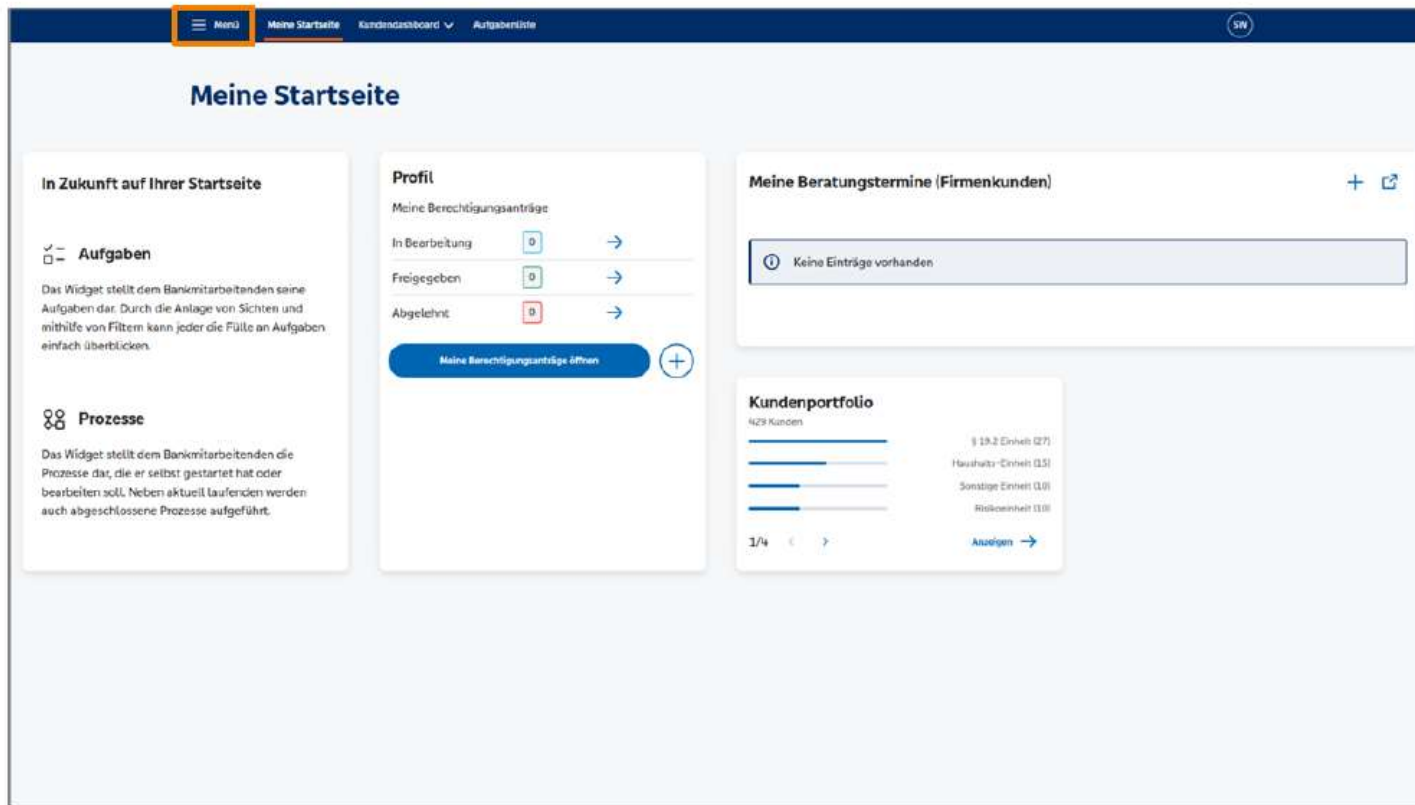 Menü
Meine Startseite
Kundendashboard
Aufgabenliste
SW
Meine Startseite
In Zukunft auf Ihrer Startseite
Aufgaben
Das Widget stellt dem Bankmitarbeitenden seine
Aufgaben dar. Durch die Anlage von Sichten und
mithilfe von Filtern kann jeder die Fülle an Aufgaben
einfach überblicken.
Prozesse
Das Widget stellt dem Bankmitarbeitenden die
Prozesse dar, die er selbst gestartet hat oder
bearbeiten soll. Neben aktuell laufenden werden
auch abgeschlossene Prozesse aufgeführt.
Profil
Meine Berechtigungsanträge
In Bearbeitung 0
Freigegeben 0
Abgelehnt 0
Meine Berechtigungsanträge öffnen
Meine Beratungstermine (Firmenkunden)
Keine Einträge vorhanden
Kundenportfolio
429 Kunden
§ 19.2 Einheit (27)
Haushalts-Einheit (15)
Sonstige Einheit (10)
Risikoeinheit (10)
1/4
Anzeigen